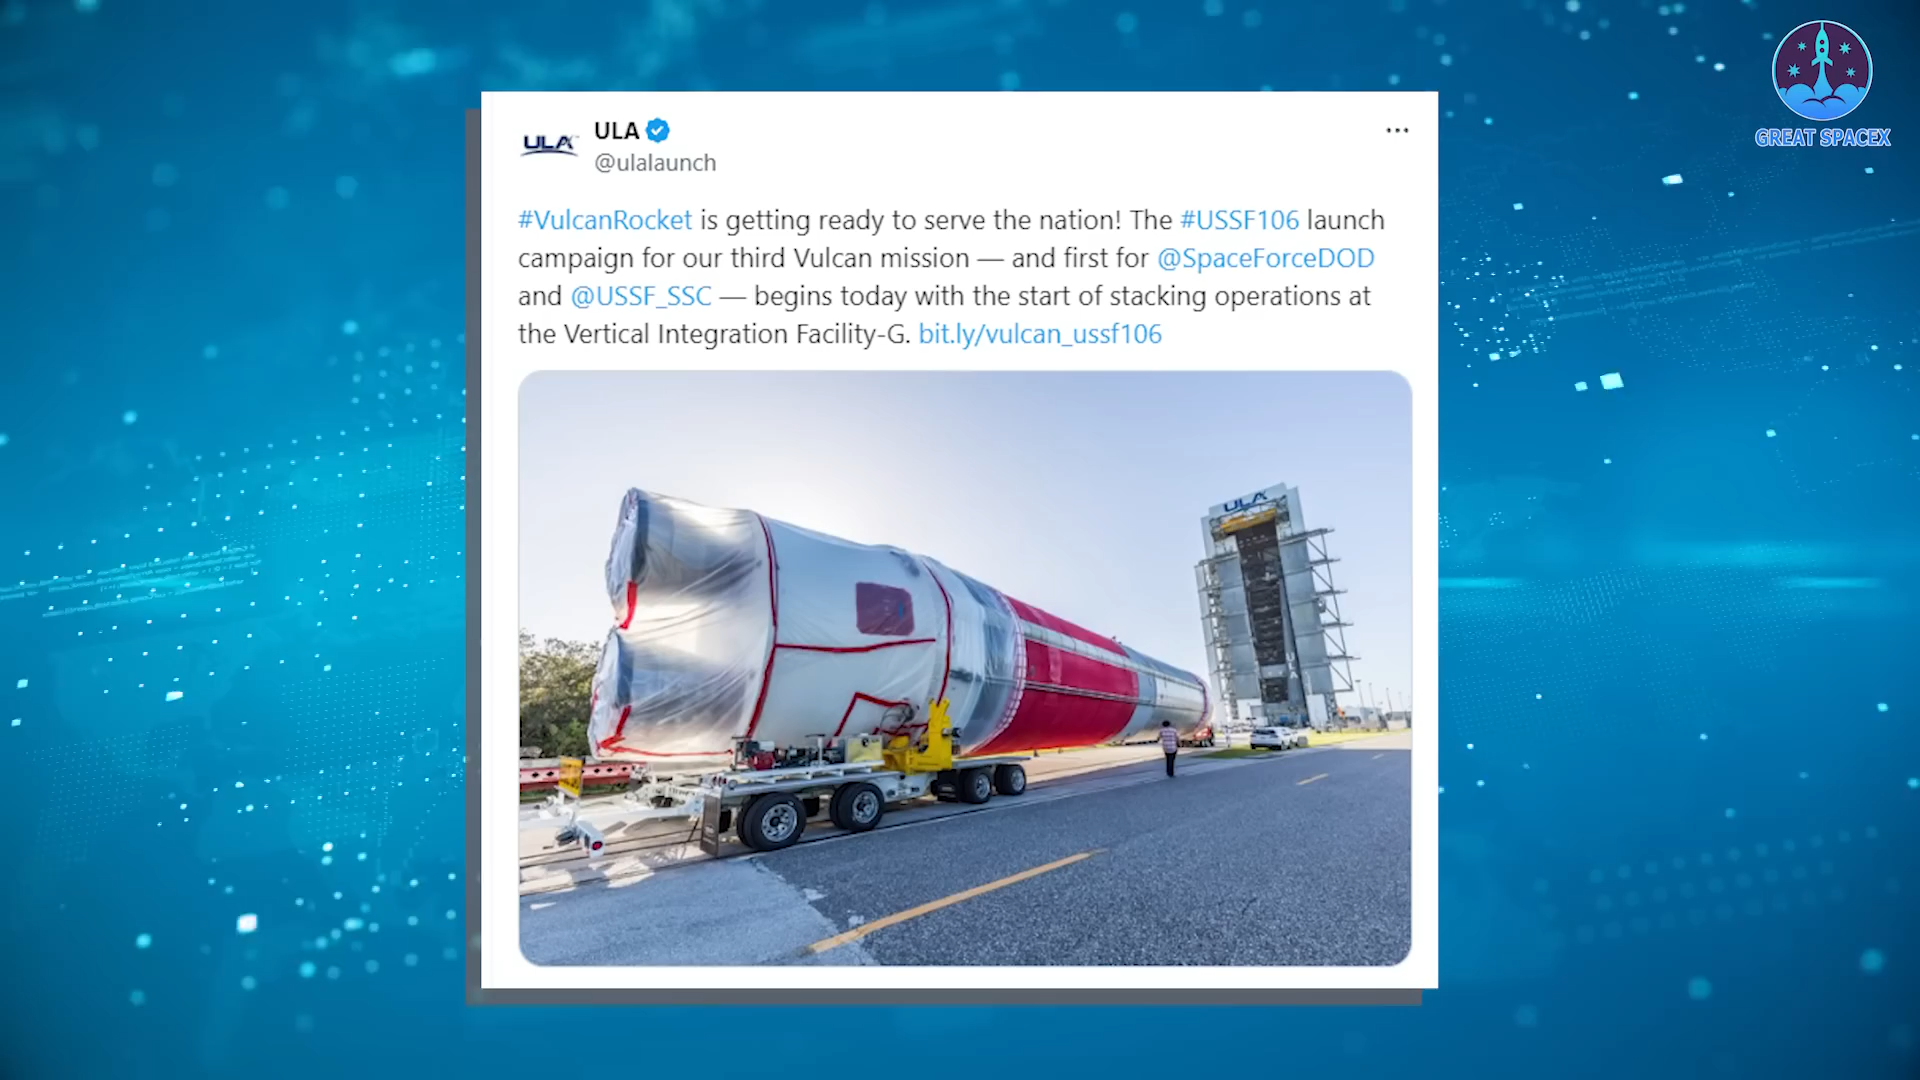 GREAT SPACEX
ULA
ULA
@ulalaunch
#VulcanRocket is getting ready to serve the nation! The #USSF106 launch
campaign for our third Vulcan mission — and first for @SpaceForceDOD
and @USSF_SSC — begins today with the start of stacking operations at
the Vertical Integration Facility-G. bit.ly/vulcan_ussf106
ULA